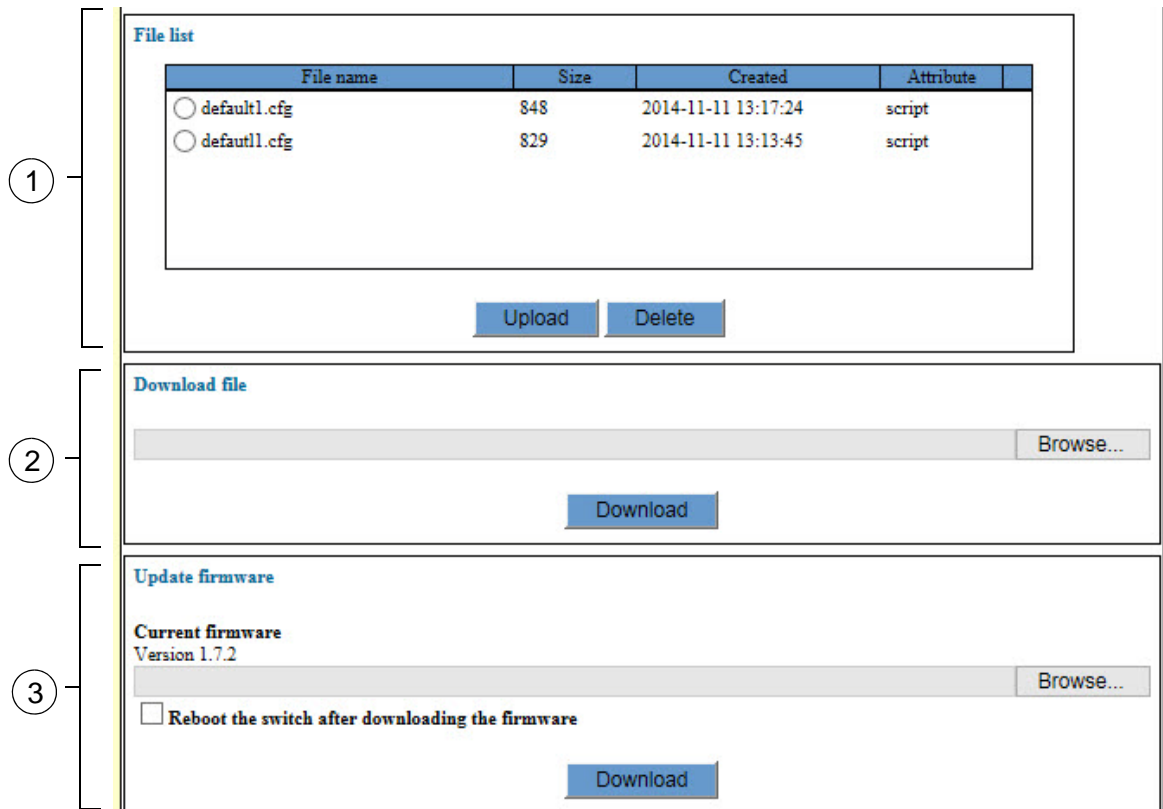 File list
File name Size Created Attribute
default1.cfg 848 2014-11-11 13:17:24 script
defautl1.cfg 829 2014-11-11 13:13:45 script
1
Upload Delete
Download file
Browse...
2
Download
Update firmware
Current firmware
Version 1.7.2
Browse...
3
Reboot the switch after downloading the firmware
Download